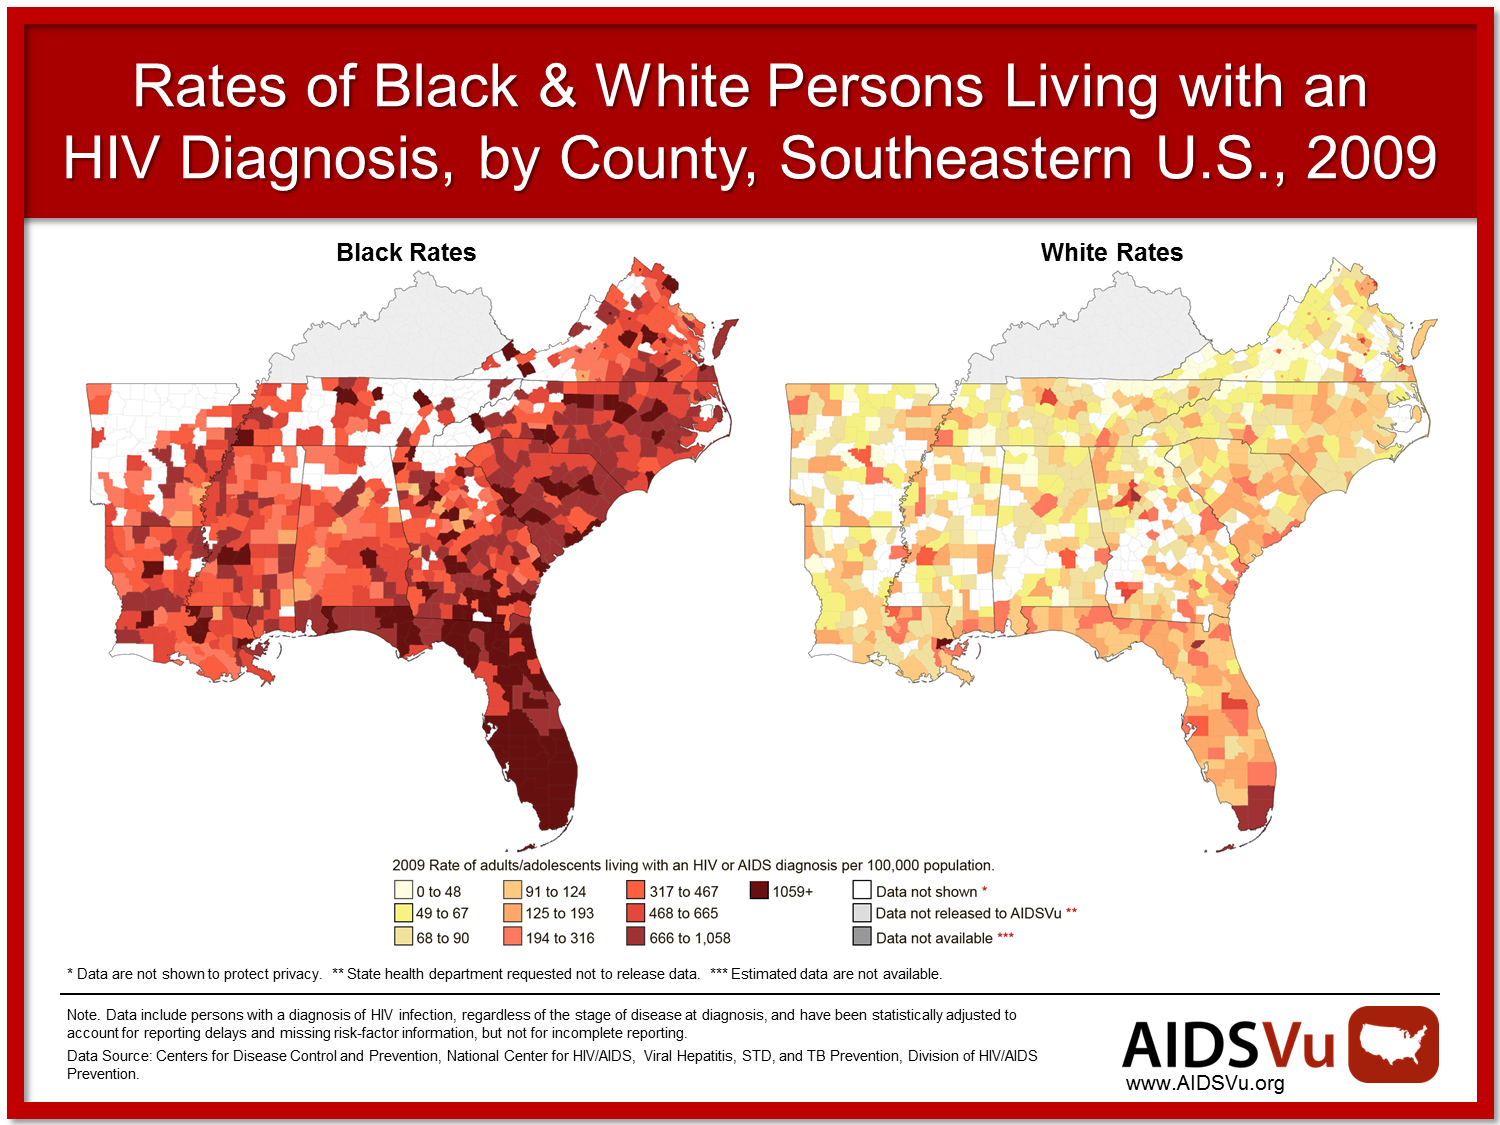 Rates of Black & White Persons Living with an
HIV Diagnosis, by County, Southeastern U.S., 2009
Black Rates
White Rates
2009 Rate of adults/adolescents living with an HIV or AIDS diagnosis per 100,000 population.
0 to 48
91 to 124
317 to 467
1059+
Data not shown *
49 to 67
125 to 193
468 to 665
Data not released to AIDSVu **
68 to 90
194 to 316
666 to 1,058
Data not available ***
* Data are not shown to protect privacy. ** State health department requested not to release data. *** Estimated data are not available.
Note. Data include persons with a diagnosis of HIV infection, regardless of the stage of disease at diagnosis, and have been statistically adjusted to
account for reporting delays and missing risk-factor information, but not for incomplete reporting.
Data Source: Centers for Disease Control and Prevention, National Center for HIV/AIDS, Viral Hepatitis, STD, and TB Prevention, Division of HIV/AIDS
Prevention.
AIDSVu
www.AIDSVu.org